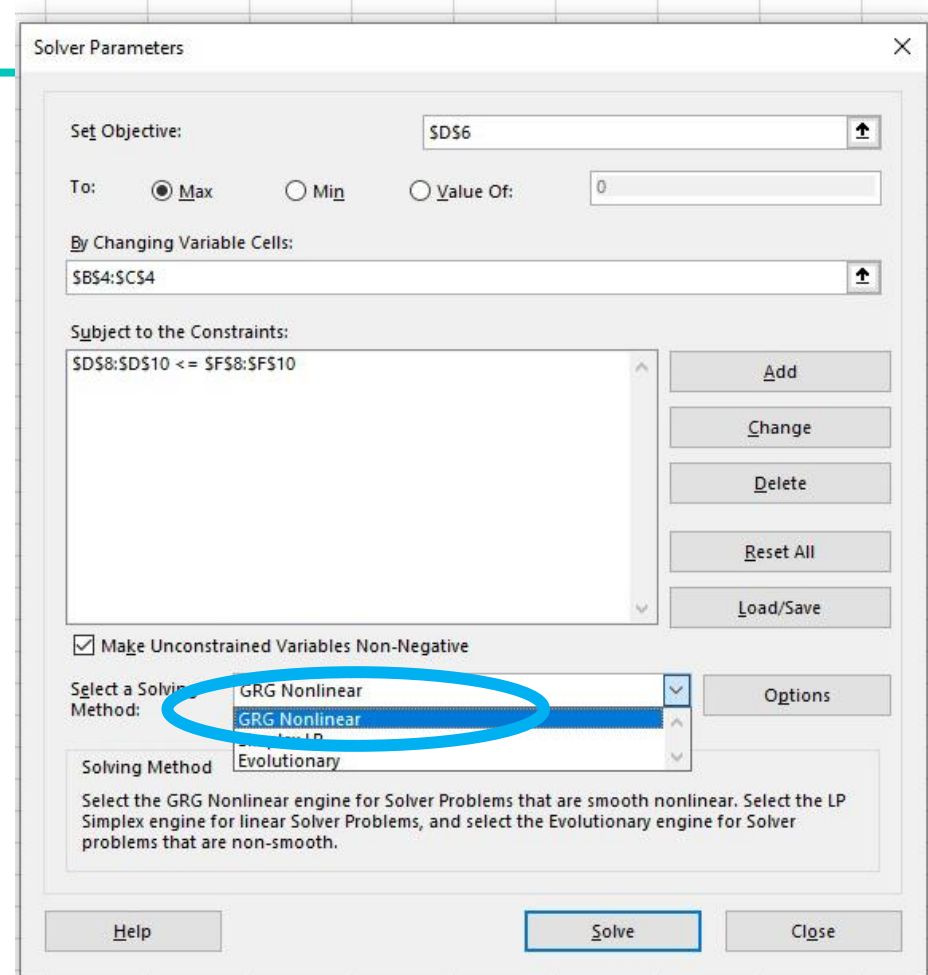 Solver Parameters
Set Objective:
$D$6
To:
Max
Min
Value Of:
0
By Changing Variable Cells:
$B$4:$C$4
Subject to the Constraints:
$D$8:$D$10 <= $F$8:$F$10
Add
Change
Delete
Reset All
Load/Save
Make Unconstrained Variables Non-Negative
Select a Solving
Method:
GRG Nonlinear
GRG Nonlinear
Simplex LP
Evolutionary
Options
Solving Method
Select the GRG Nonlinear engine for Solver Problems that are smooth nonlinear. Select the LP
Simplex engine for linear Solver Problems, and select the Evolutionary engine for Solver
problems that are non-smooth.
Help
Solve
Close